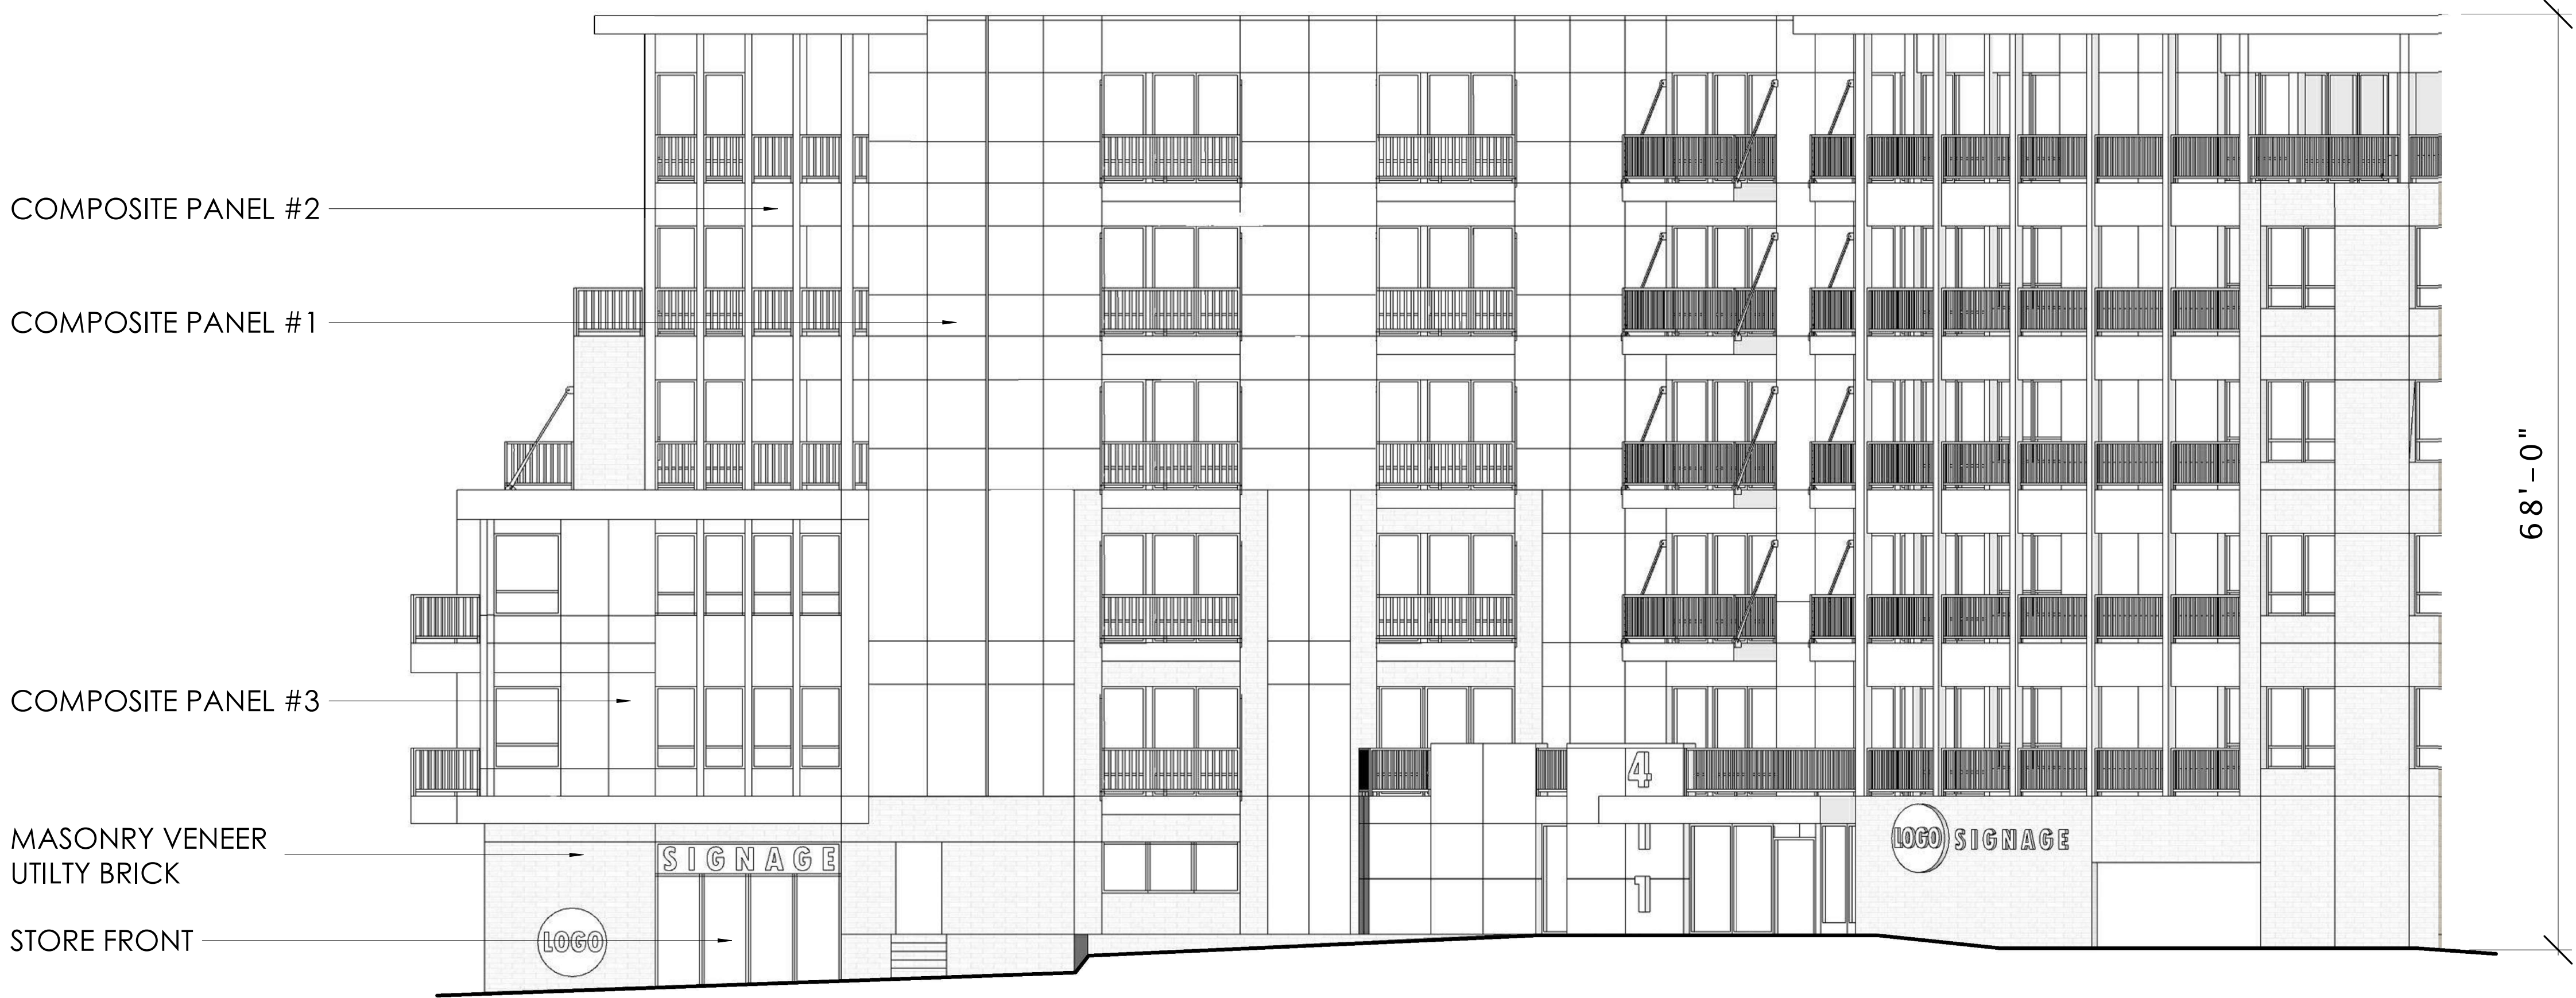 COMPOSITE PANEL #2
COMPOSITE PANEL #1
68'-0"
COMPOSITE PANEL #3
4
1
1
MASONRY VENEER
UTILTY BRICK
SIGNAGE
LOGO SIGNAGE
STORE FRONT
LOGO